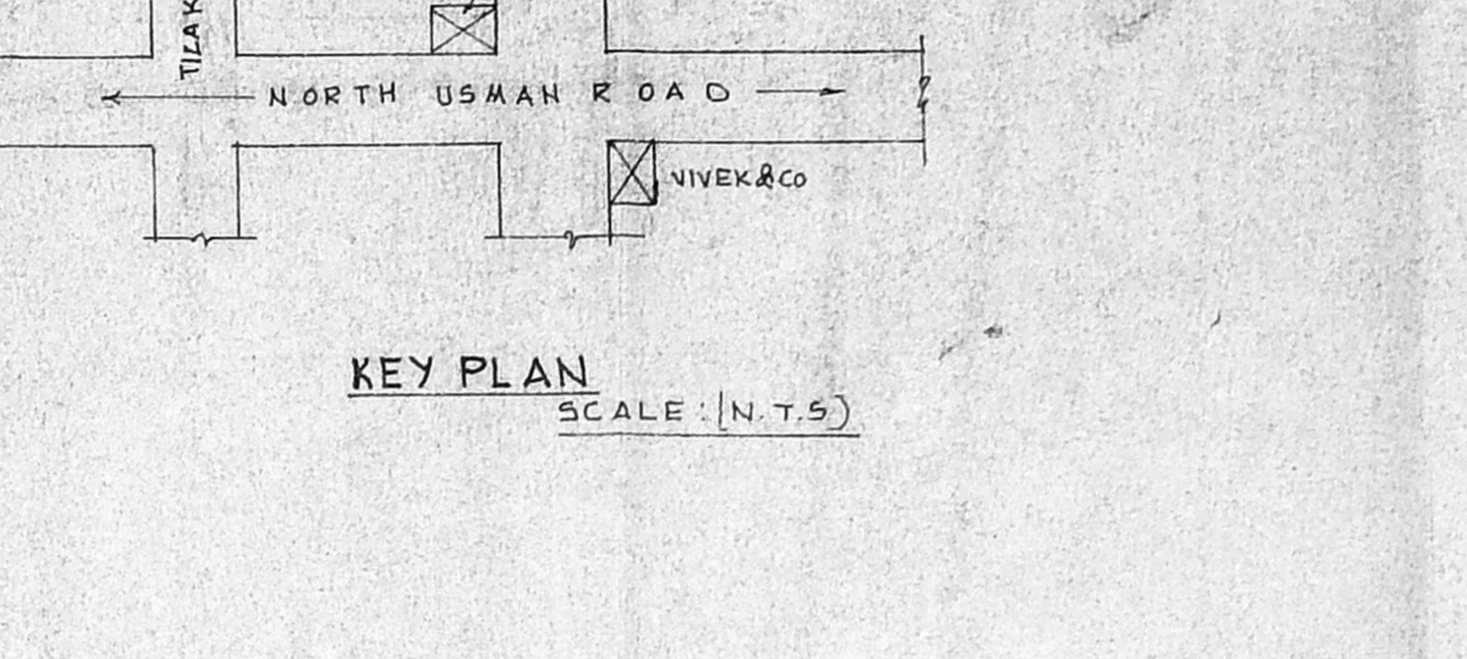 TILAK
NORTH USMAN ROAD
VIVEK & CO
KEY PLAN
SCALE : (N.T.S)